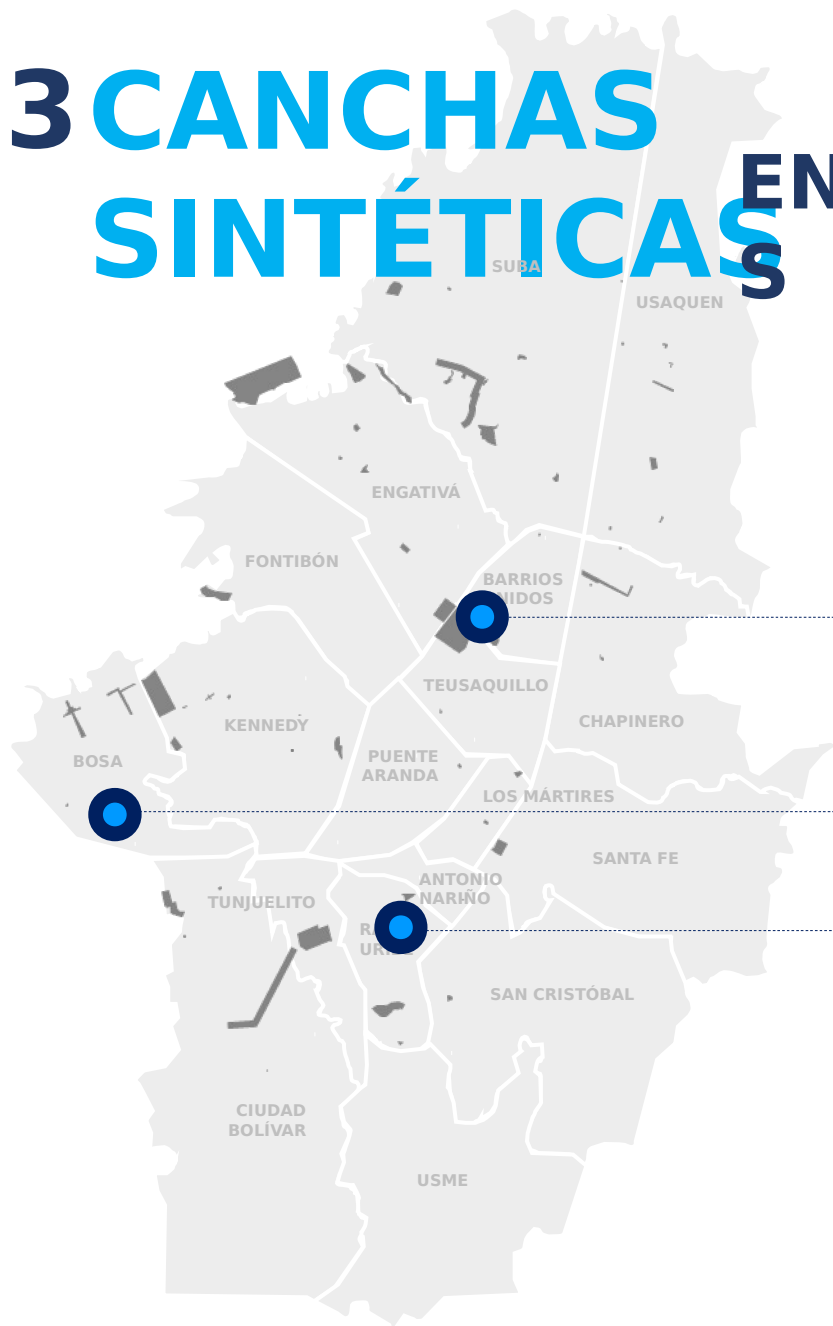 3 CANCHAS
SINTÉTICAS
EN
S
SUBA
USAQUEN
ENGATIVÁ
FONTIBÓN
BARRIOS
NIDOS
TEUSAQUILLO
CHAPINERO
KENNEDY
BOSA
PUENTE
ARANDA
LOS MÁRTIRES
SANTA FE
ANTONIO
NARIÑO
TUNJUELITO
SAN CRISTÓBAL
CIUDAD
BOLÍVAR
USME